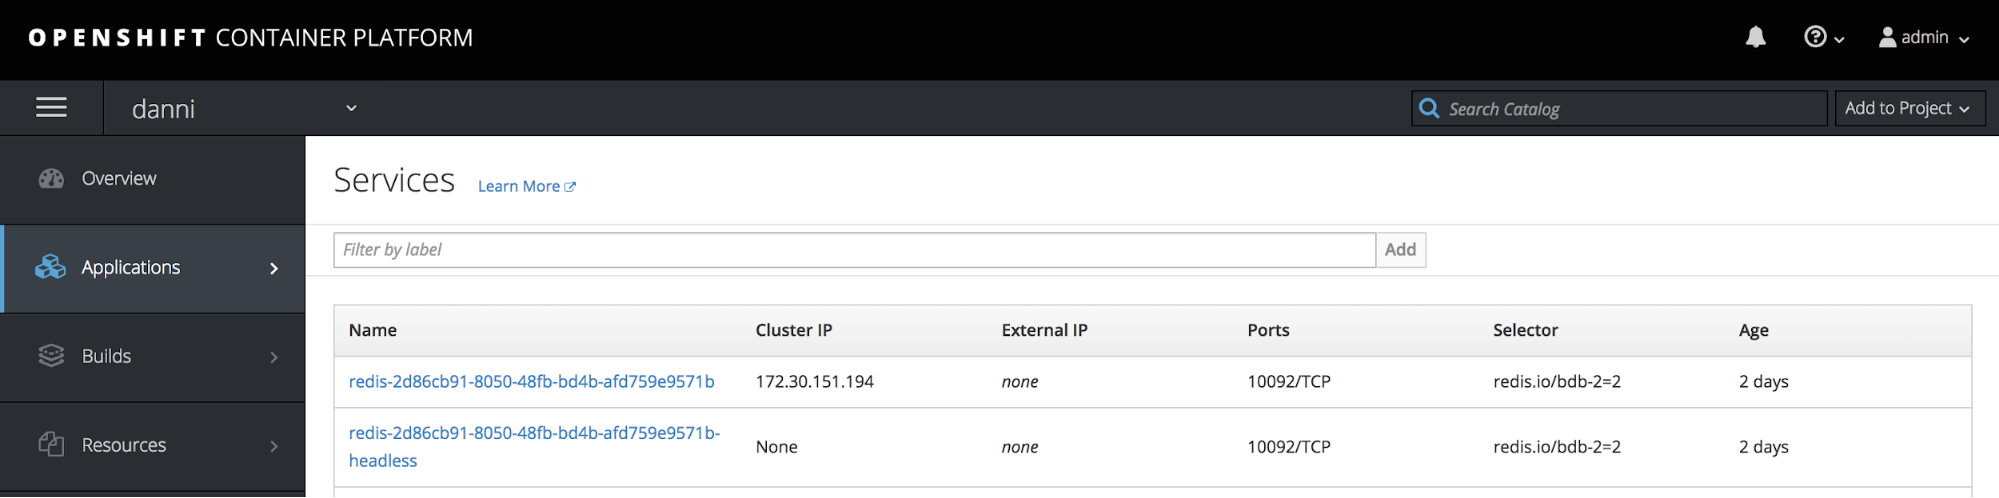 OPENSHIFT CONTAINER PLATFORM
admin
danni
Search Catalog
Add to Project
Overview
Applications
Builds
Resources
Services Learn More
Filter by label
Add
Name Cluster IP External IP Ports Selector Age
redis-2d86cb91-8050-48fb-bd4b-afd759e9571b 172.30.151.194 none 10092/TCP redis.io/bdb-2=2 2 days
redis-2d86cb91-8050-48fb-bd4b-afd759e9571b-
headless None none 10092/TCP redis.io/bdb-2=2 2 days